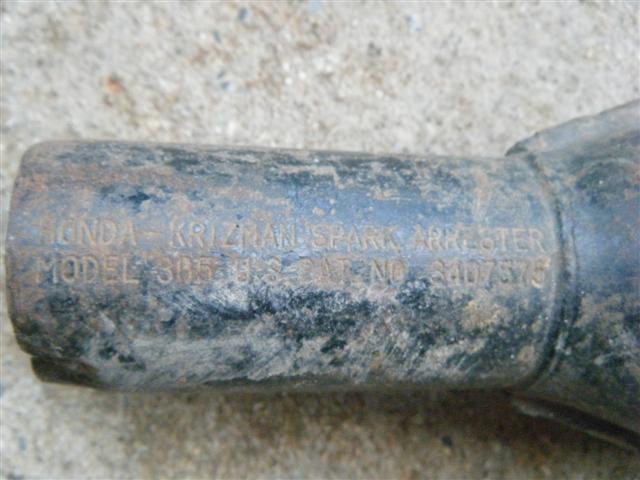 HONDA - KRIZMAN SPARK ARRESTER
MODEL 305 U.S. PAT. NO. 3407575